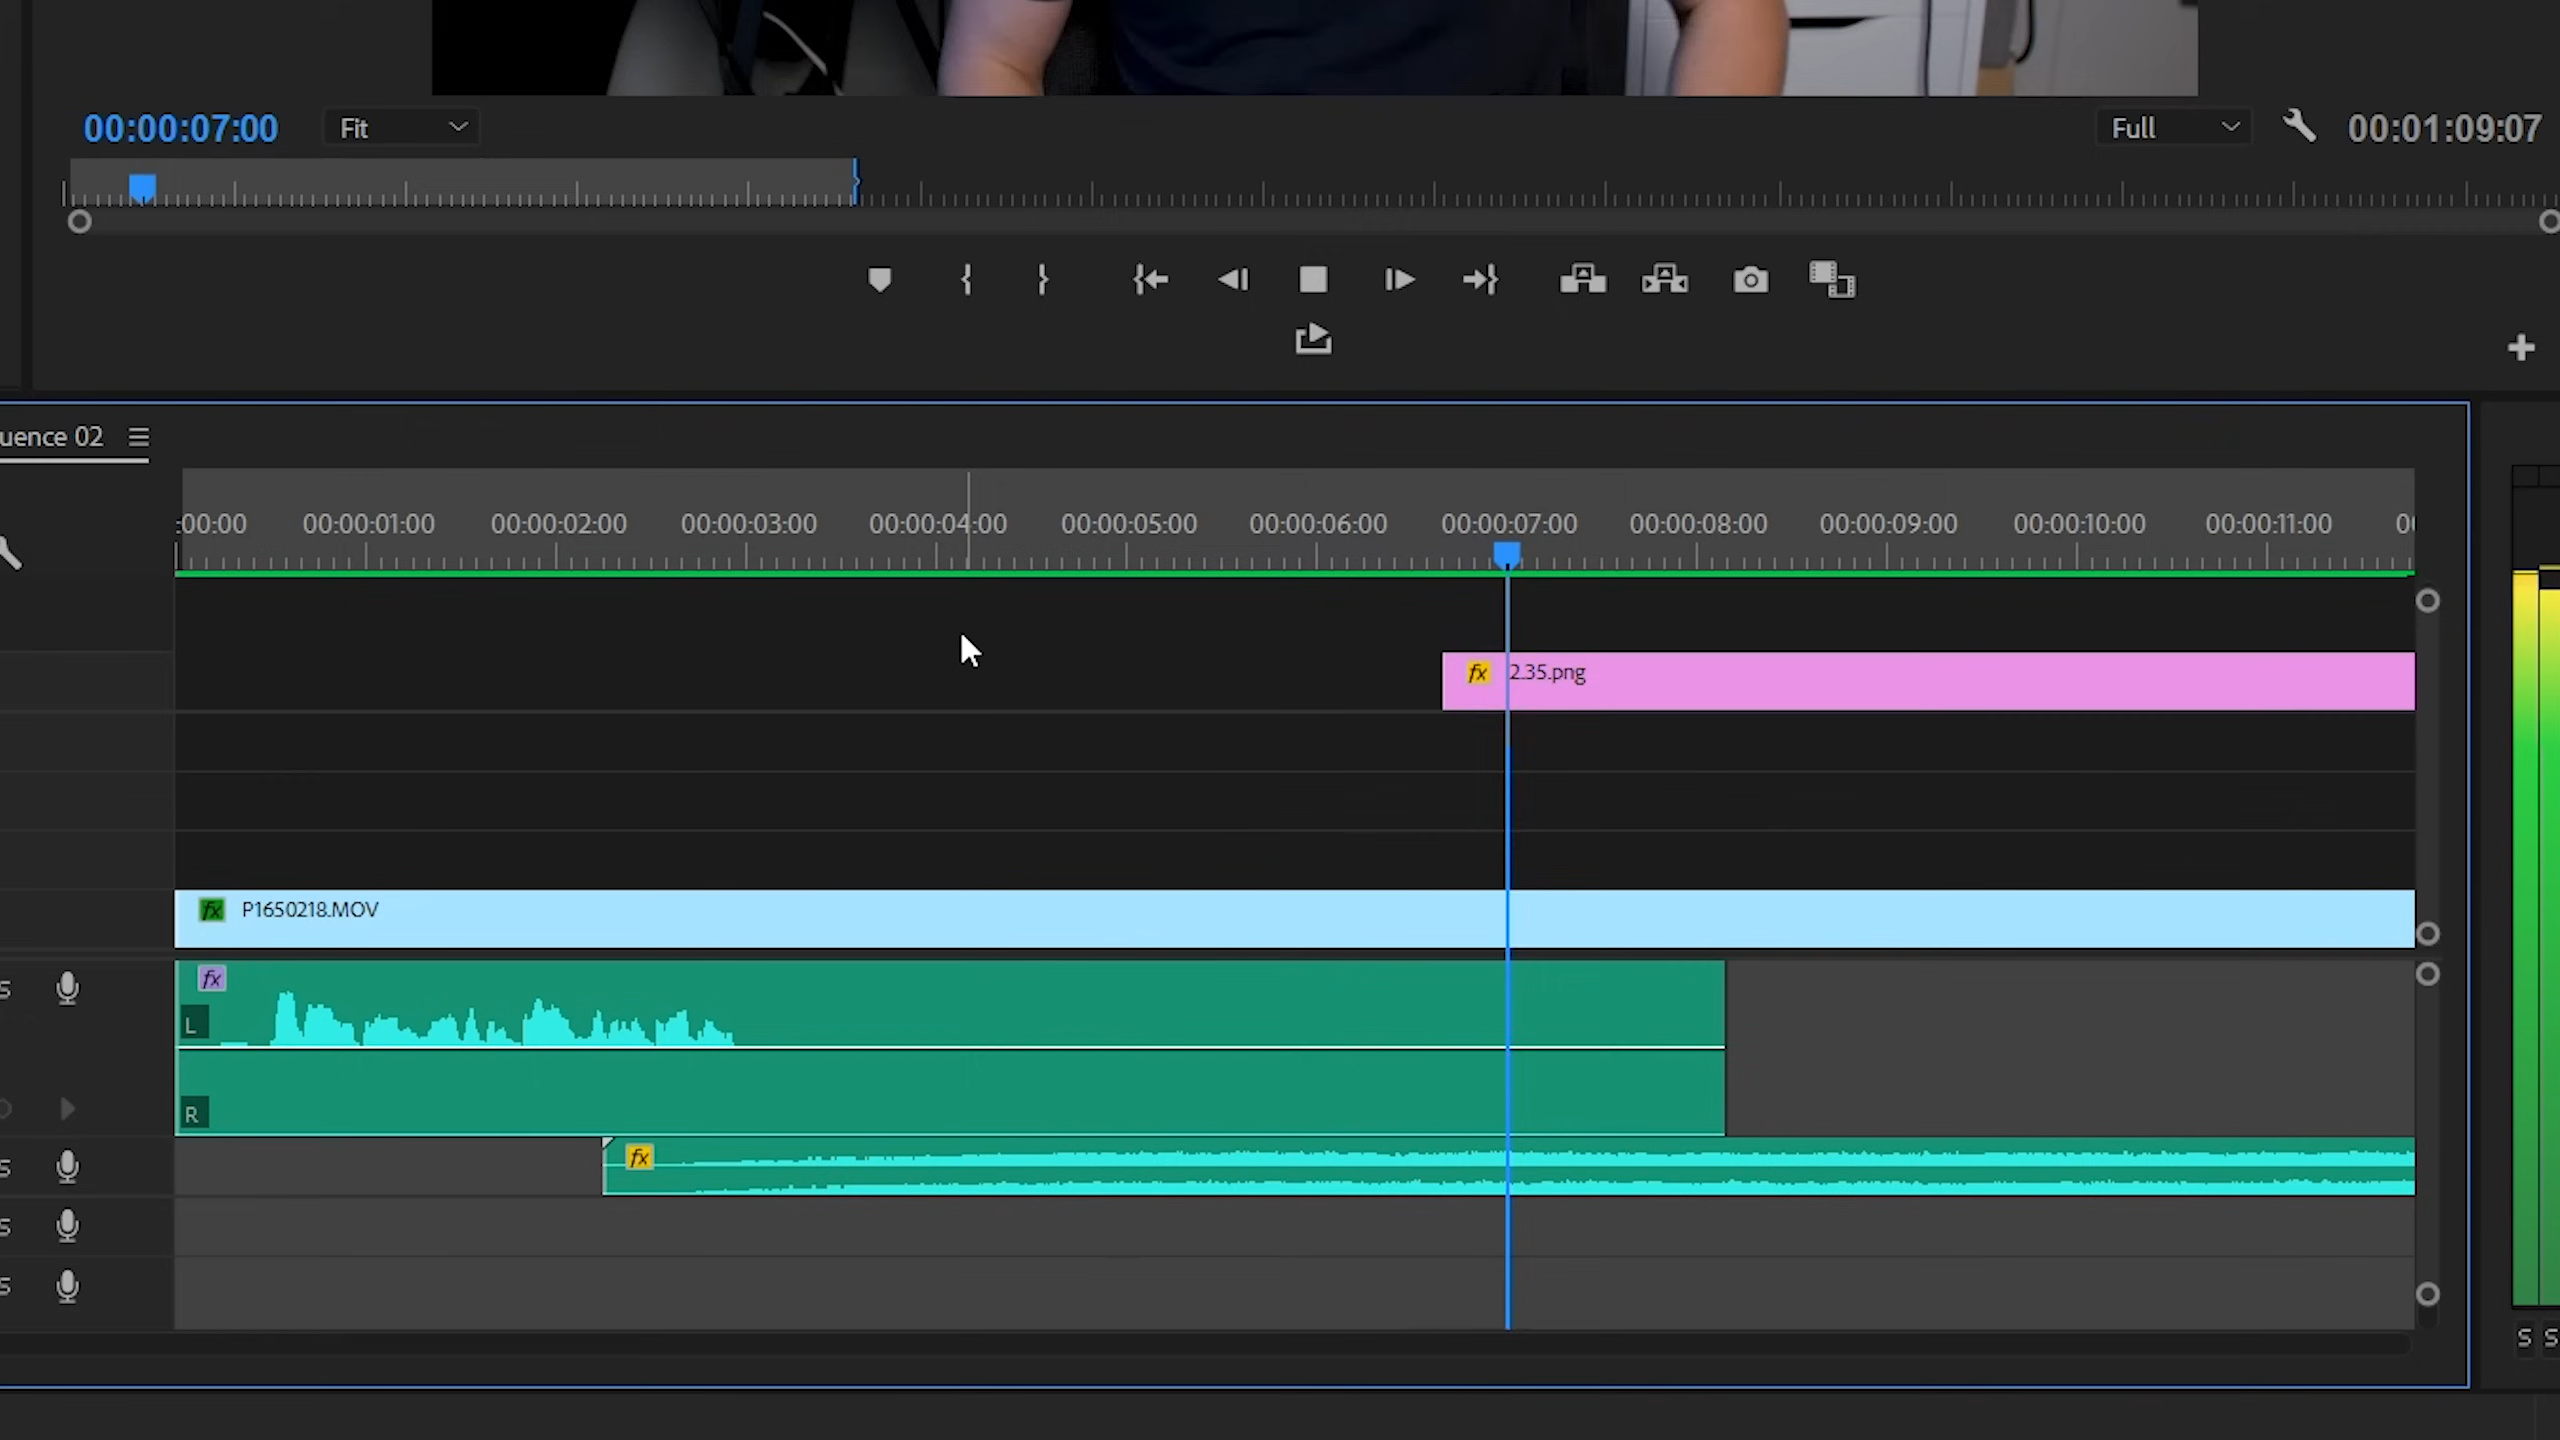 00:00:07:00 Fit Full 00:01:09:07
uence 02
:00:00 00:00:01:00 00:00:02:00 00:00:03:00 00:00:04:00 00:00:05:00 00:00:06:00 00:00:07:00 00:00:08:00 00:00:09:00 00:00:10:00 00:00:11:00 00
fx 2.35.png
fx P1650218.MOV
S fx
L
R
S fx
S
S
S S